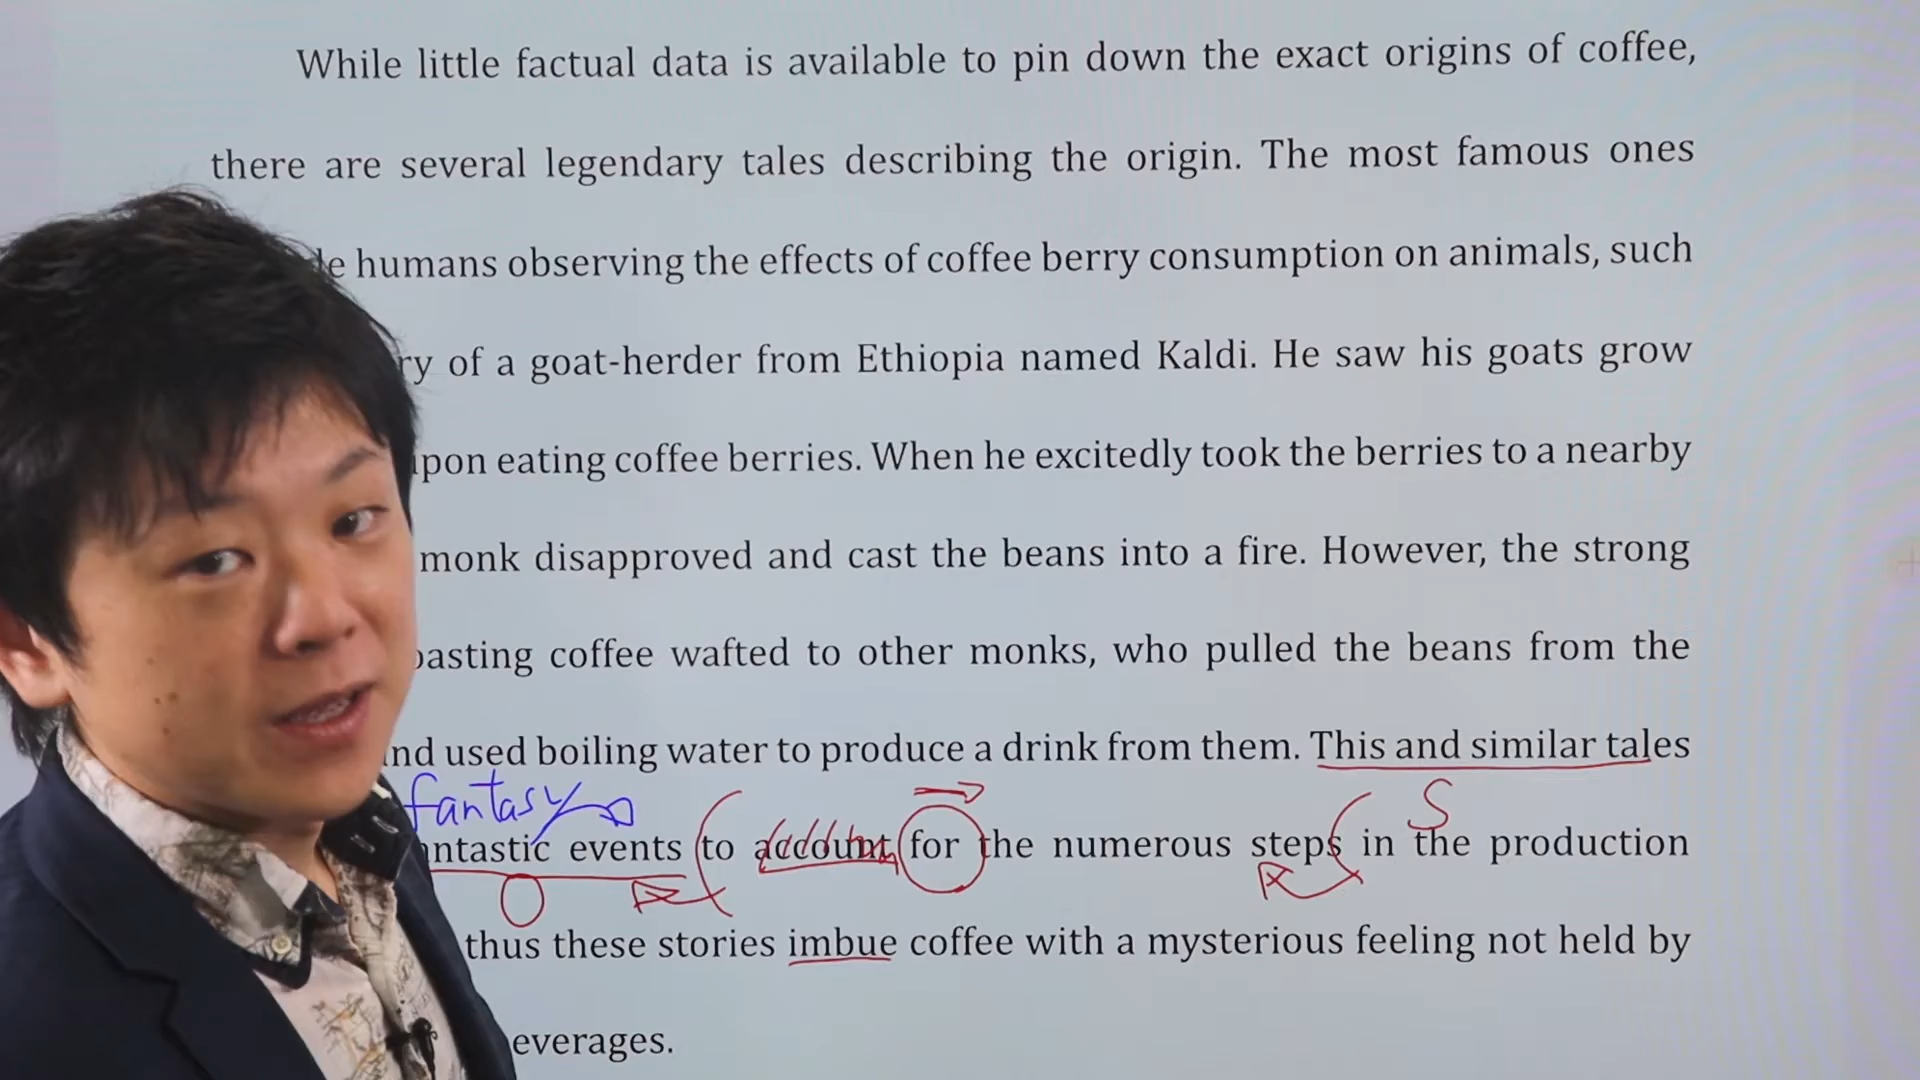 While little factual data is available to pin down the exact origins of coffee,
there are several legendary tales describing the origin. The most famous ones
humans observing the effects of coffee berry consumption on animals, such
of a goat-herder from Ethiopia named Kaldi. He saw his goats grow
upon eating coffee berries. When he excitedly took the berries to a nearby
monk disapproved and cast the beans into a fire. However, the strong
coffee wafted to other monks, who pulled the beans from the
used boiling water to produce a drink from them. This and similar tales
fantasy
S
events to account for the numerous steps in the production
O
thus these stories imbue coffee with a mysterious feeling not held by
everages.